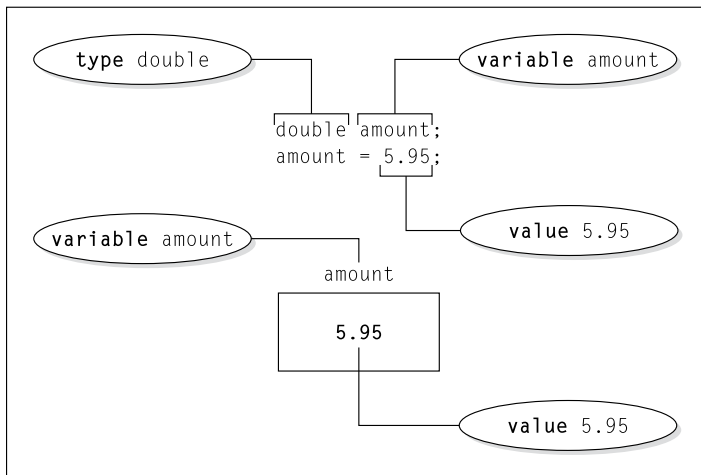 type double
variable amount
double amount;
amount = 5.95;
value 5.95
variable amount
amount
5.95
value 5.95